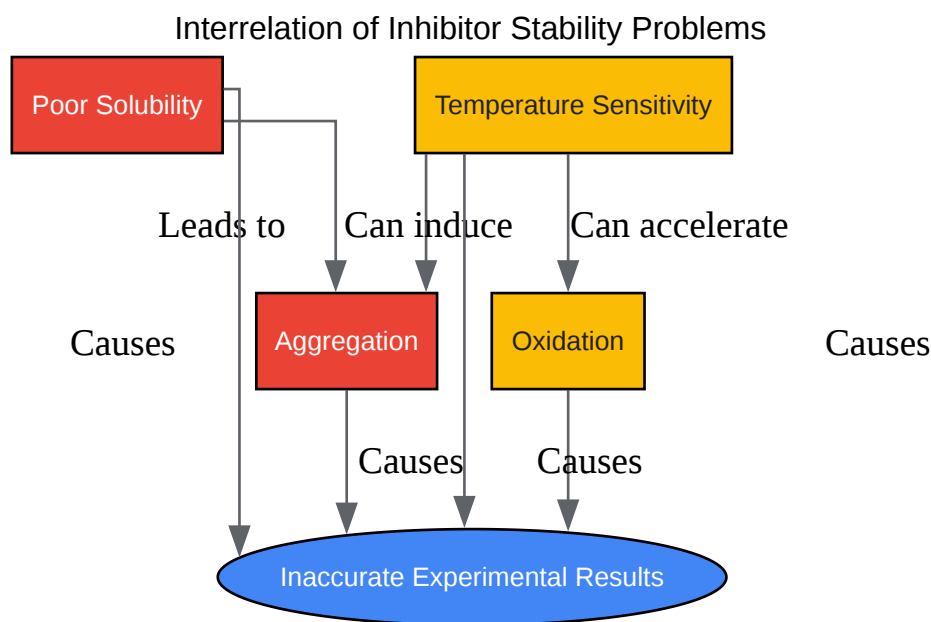 Interrelation of Inhibitor Stability Problems
Poor Solubility
Temperature Sensitivity
Leads to
Can induce
Can accelerate
Causes
Aggregation
Oxidation
Causes
Causes
Causes
Inaccurate Experimental Results